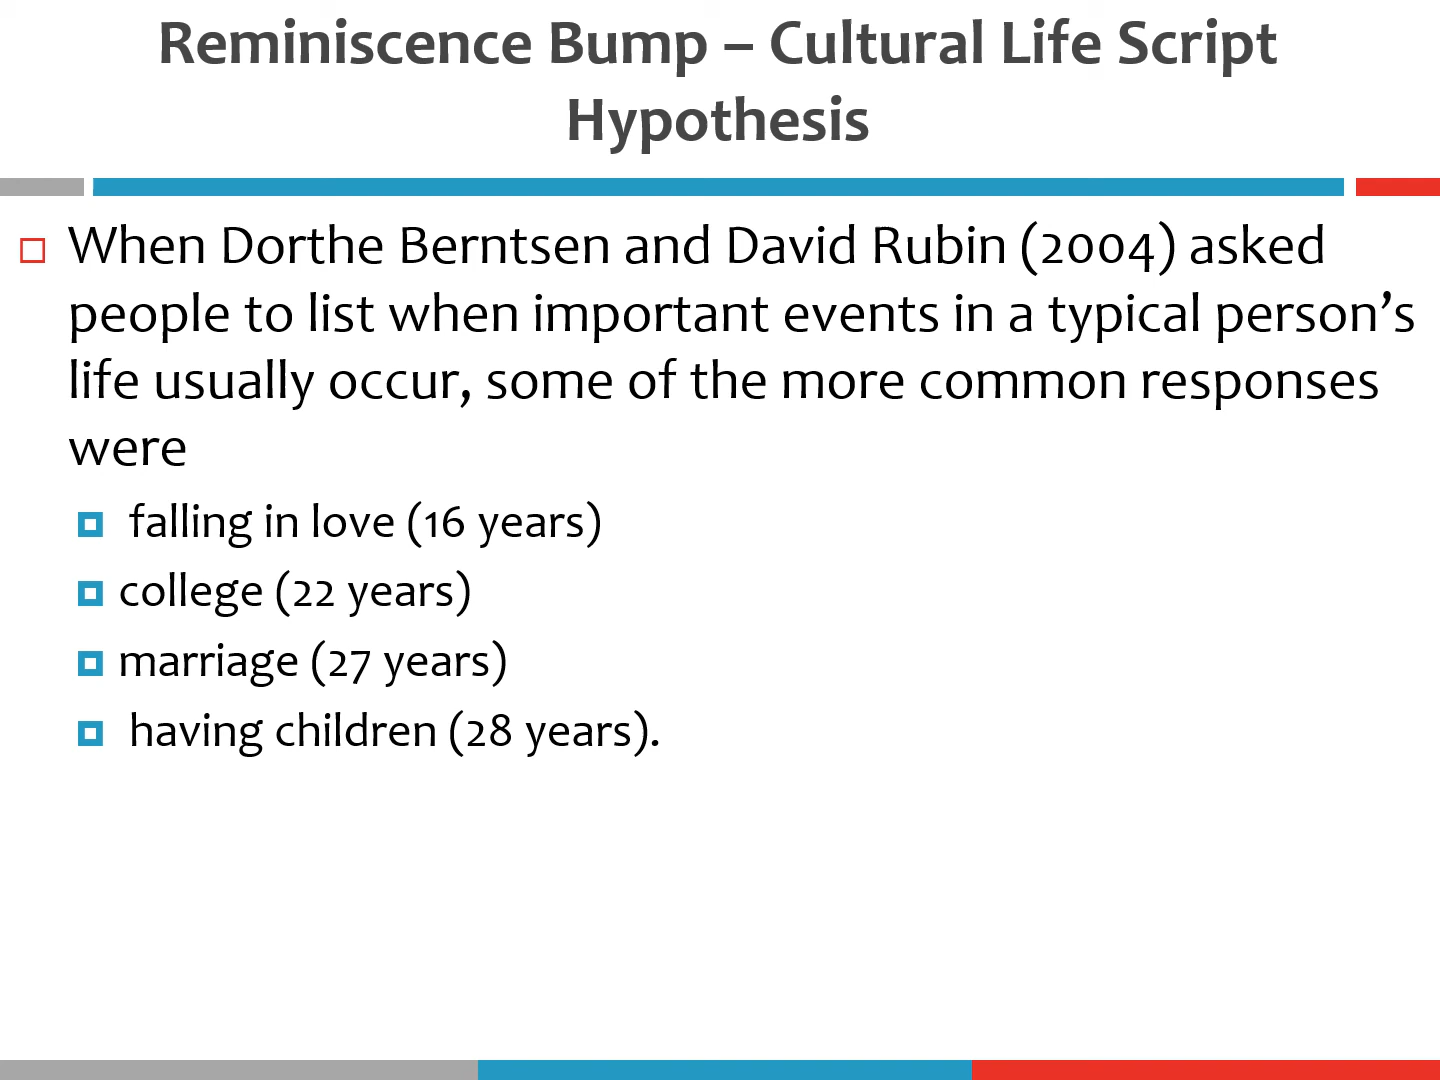 Reminiscence Bump – Cultural Life Script
Hypothesis
When Dorthe Berntsen and David Rubin (2004) asked
people to list when important events in a typical person’s
life usually occur, some of the more common responses
were
falling in love (16 years)
college (22 years)
marriage (27 years)
having children (28 years).